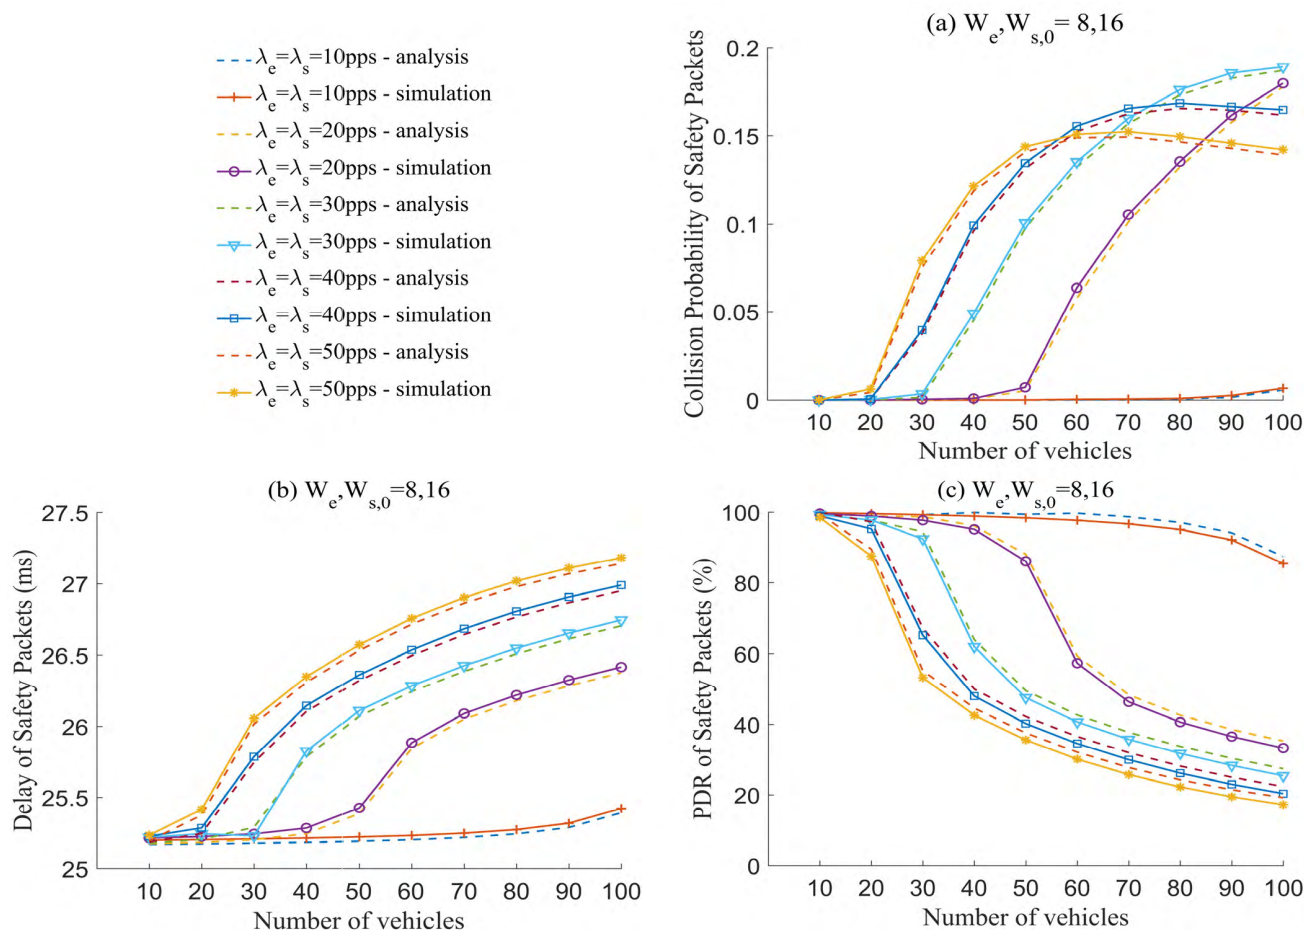 λe=λs=10pps - analysis
λe=λs=10pps - simulation
λe=λs=20pps - analysis
λe=λs=20pps - simulation
λe=λs=30pps - analysis
λe=λs=30pps - simulation
λe=λs=40pps - analysis
λe=λs=40pps - simulation
λe=λs=50pps - analysis
λe=λs=50pps - simulation
(a) We,Ws,0= 8,16
Collision Probability of Safety Packets
0.2
0.15
0.1
0.05
0
10 20 30 40 50 60 70 80 90 100
Number of vehicles
(b) We,Ws,0=8,16
Delay of Safety Packets (ms)
27.5
27
26.5
26
25.5
25
10 20 30 40 50 60 70 80 90 100
Number of vehicles
(c) We,Ws,0=8,16
PDR of Safety Packets (%)
100
80
60
40
20
0
10 20 30 40 50 60 70 80 90 100
Number of vehicles